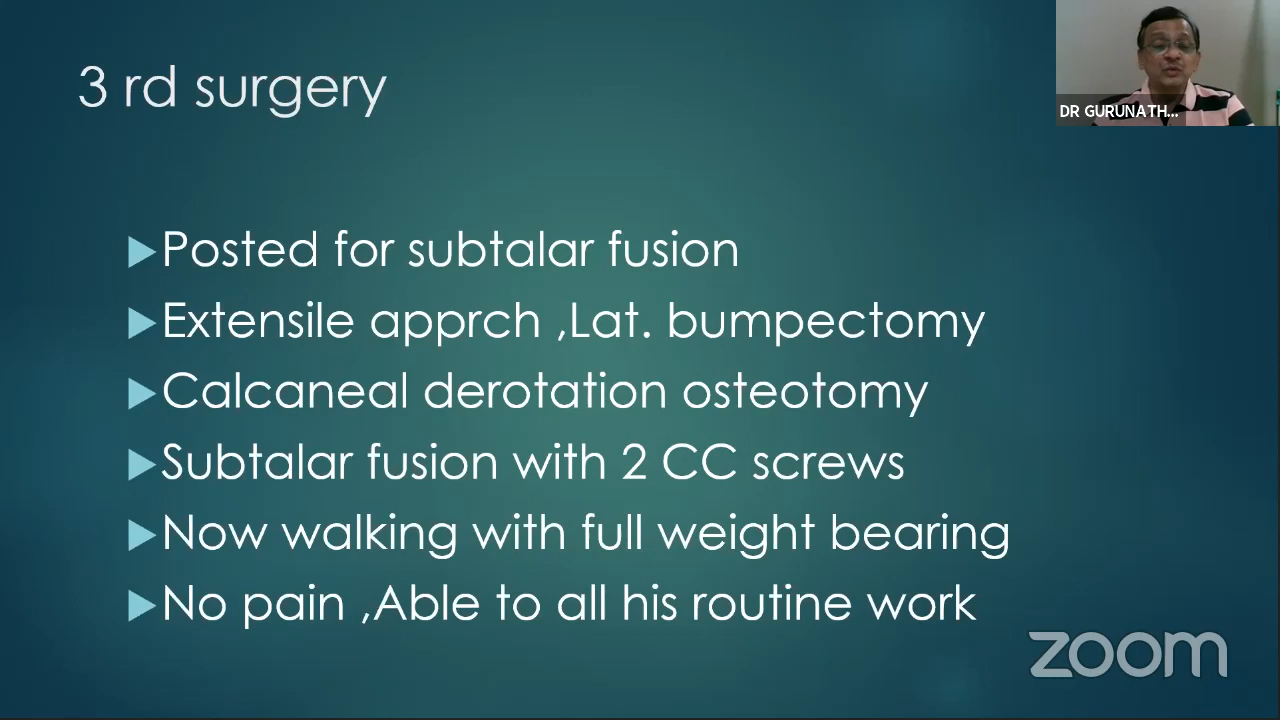 3 rd surgery
DR GURUNATH...
Posted for subtalar fusion
Extensile apprch ,Lat. bumpectomy
Calcaneal derotation osteotomy
Subtalar fusion with 2 CC screws
Now walking with full weight bearing
No pain ,Able to all his routine work
zoom